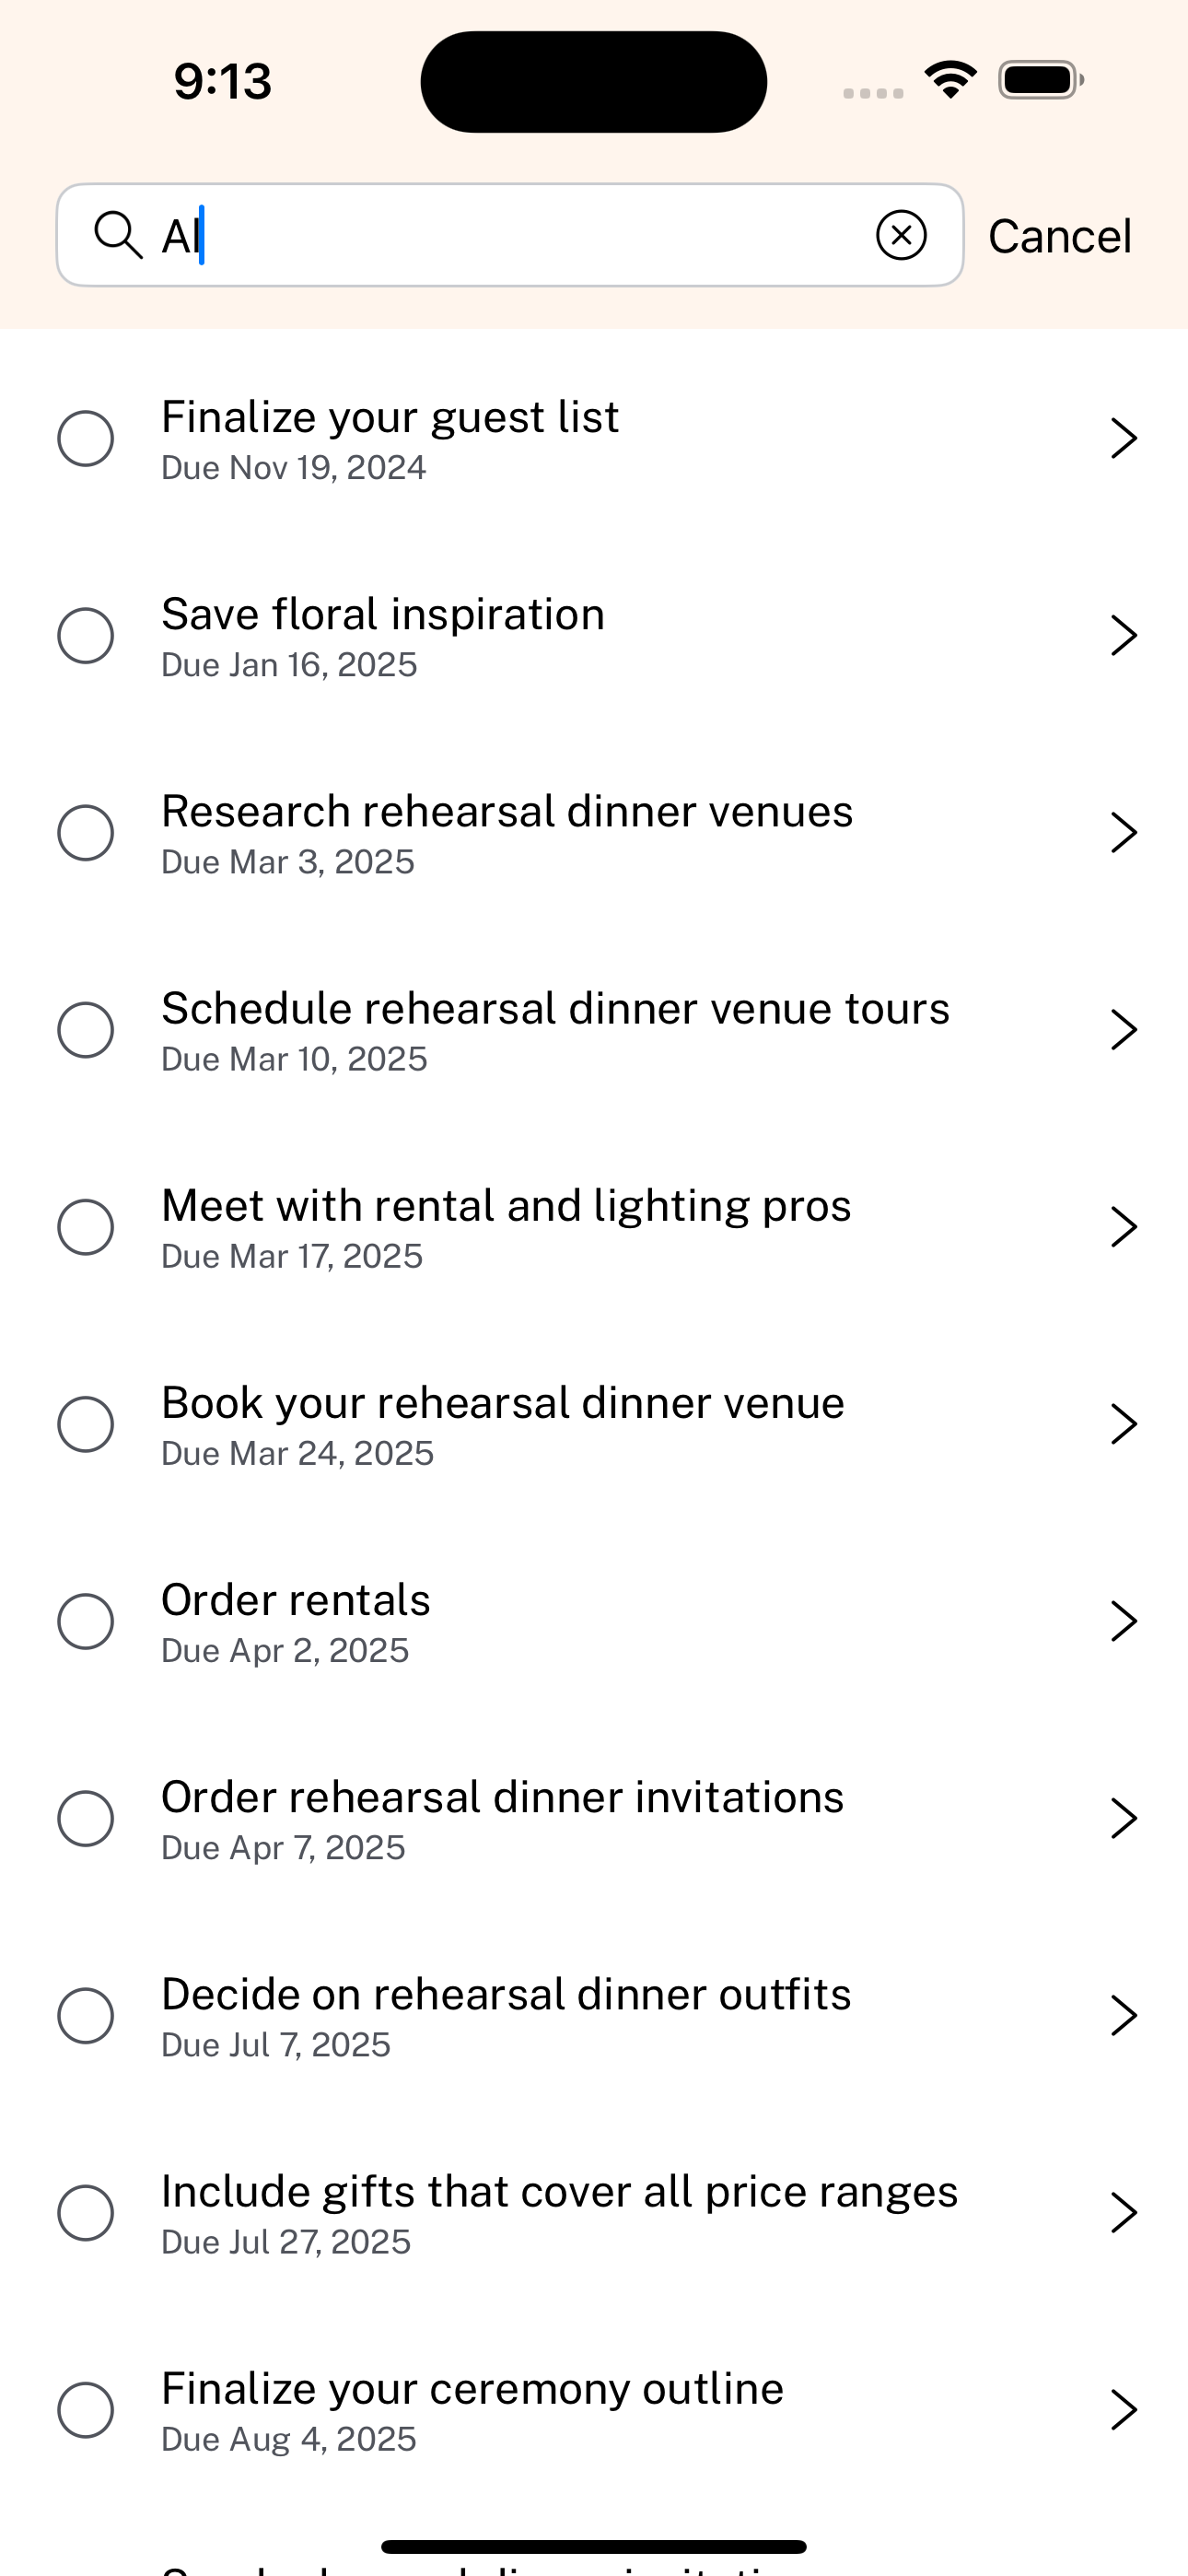 9:13
Al
Cancel
Finalize your guest list
Due Nov 19, 2024
Save floral inspiration
Due Jan 16, 2025
Research rehearsal dinner venues
Due Mar 3, 2025
Schedule rehearsal dinner venue tours
Due Mar 10, 2025
Meet with rental and lighting pros
Due Mar 17, 2025
Book your rehearsal dinner venue
Due Mar 24, 2025
Order rentals
Due Apr 2, 2025
Order rehearsal dinner invitations
Due Apr 7, 2025
Decide on rehearsal dinner outfits
Due Jul 7, 2025
Include gifts that cover all price ranges
Due Jul 27, 2025
Finalize your ceremony outline
Due Aug 4, 2025